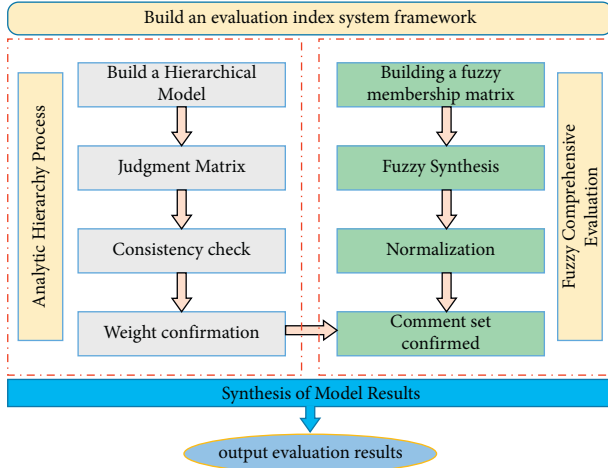 Build an evaluation index system framework
Analytic Hierarchy Process
Build a Hierarchical
Model
Judgment Matrix
Consistency check
Weight confirmation
Building a fuzzy
membership matrix
Fuzzy Synthesis
Normalization
Comment set
confirmed
Fuzzy Comprehensive
Evaluation
Synthesis of Model Results
output evaluation results